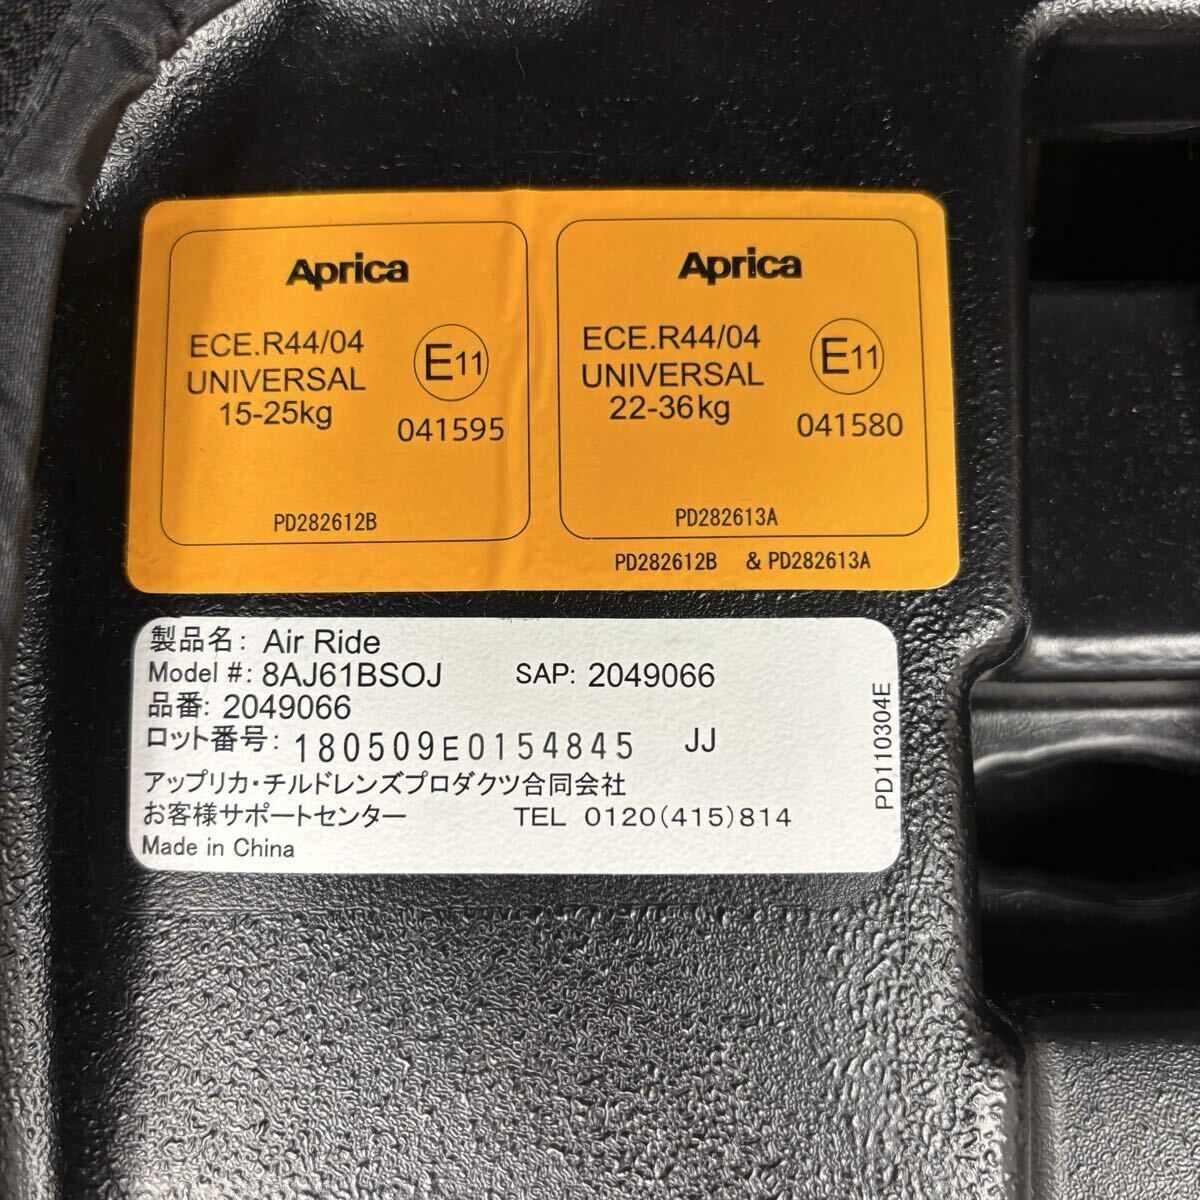 Aprica
ECE.R44/04
UNIVERSAL
15-25kg
E11
041595
PD282612B
Aprica
ECE.R44/04
UNIVERSAL
22-36kg
E11
041580
PD282613A
PD282612B & PD282613A
製品名: Air Ride
Model #: 8AJ61BSOJ SAP: 2049066
品番: 2049066
ロット番号: 180509E0154845 JJ
アップリカ・チルドレンズプロダクツ合同会社
お客様サポートセンター TEL 0120(415)814
Made in China
PD110304E